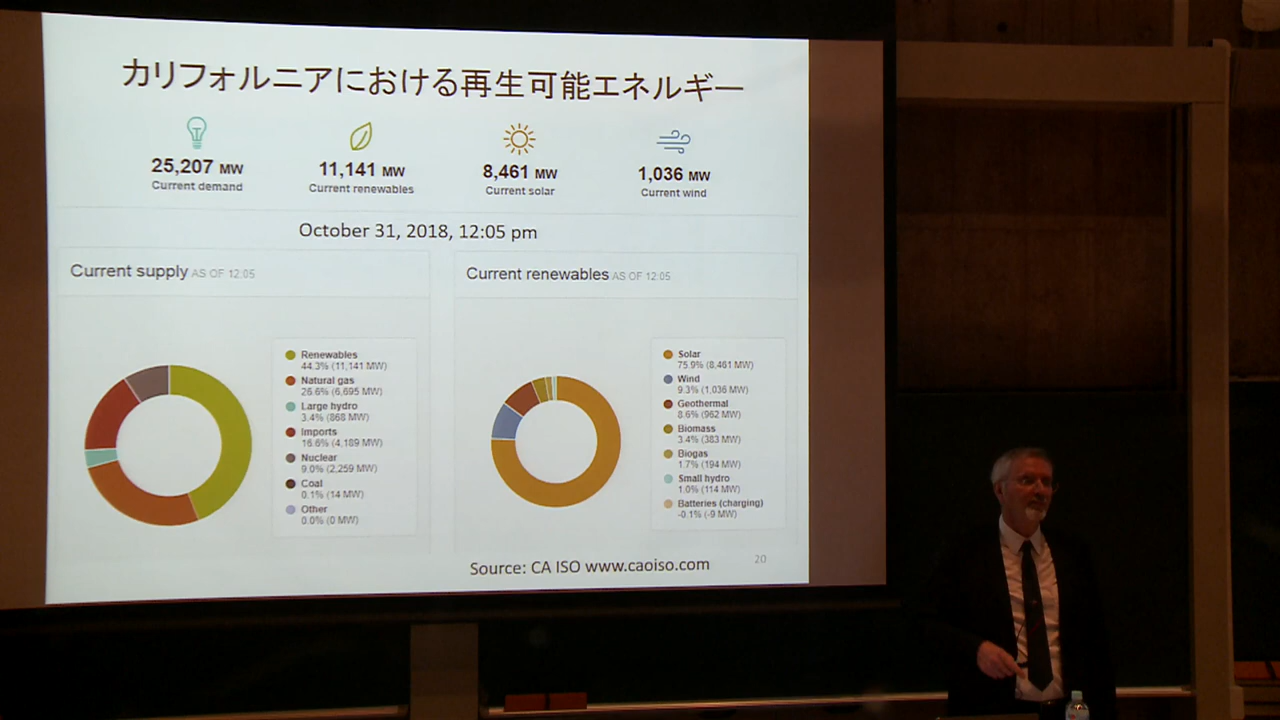 カリフォルニアにおける再生可能エネルギー
25,207 MW
Current demand
11,141 MW
Current renewables
8,461 MW
Current solar
1,036 MW
Current wind
October 31, 2018, 12:05 pm
Current supply AS OF 12:05
Renewables
44.3% (11,141 MW)
Natural gas
26.6% (6,695 MW)
Large hydro
3.4% (868 MW)
Imports
16.6% (4,189 MW)
Nuclear
9.0% (2,259 MW)
Coal
0.1% (14 MW)
Other
0.0% (0 MW)
Current renewables AS OF 12:05
Solar
75.9% (8,461 MW)
Wind
9.3% (1,036 MW)
Geothermal
8.6% (962 MW)
Biomass
3.4% (383 MW)
Biogas
1.7% (194 MW)
Small hydro
1.0% (114 MW)
Batteries (charging)
-0.1% (-9 MW)
Source: CA ISO www.caoiso.com
20